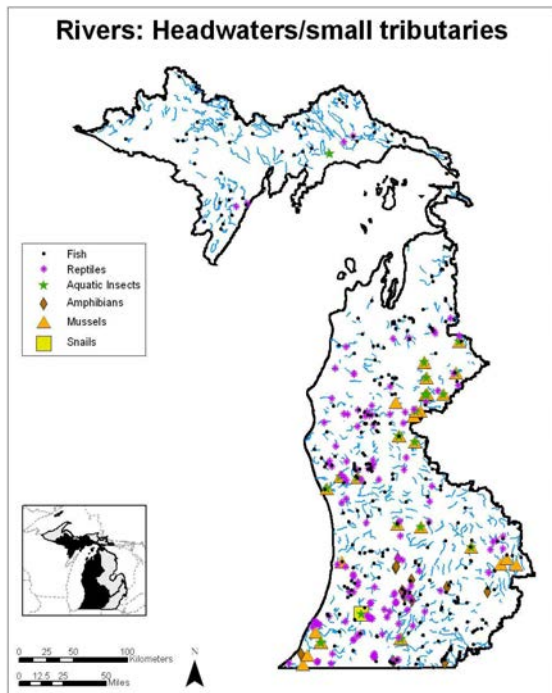 Rivers: Headwaters/small tributaries
Fish
Reptiles
Aquatic Insects
Amphibians
Mussels
Snails
0 25 50 100
Kilometers
0 12.5 25 50
Miles
N